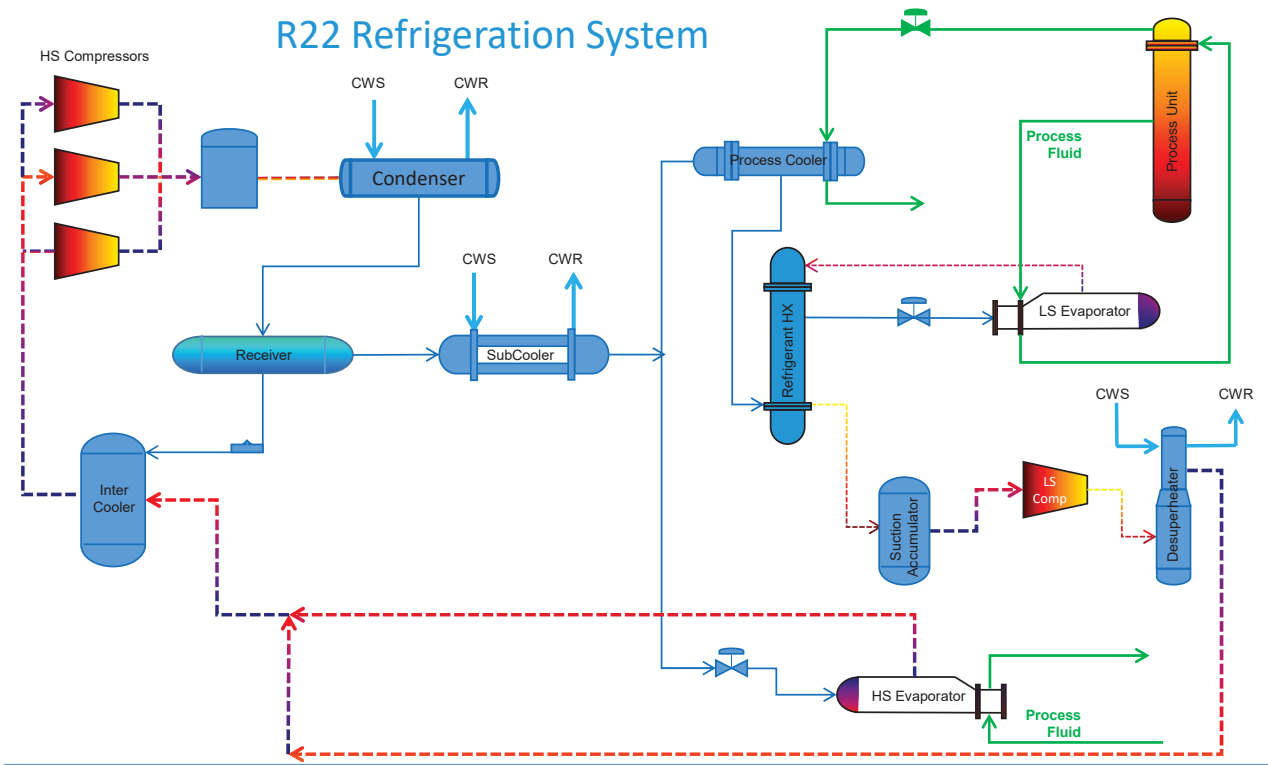 R22 Refrigeration System
HS Compressors
CWS
CWR
Condenser
Process Cooler
Process
Fluid
Process Unit
Receiver
CWS
CWR
SubCooler
Refrigerant HX
LS Evaporator
Inter
Cooler
Suction
Accumulator
LS
Comp
CWS
CWR
Desuperheater
HS Evaporator
Process
Fluid